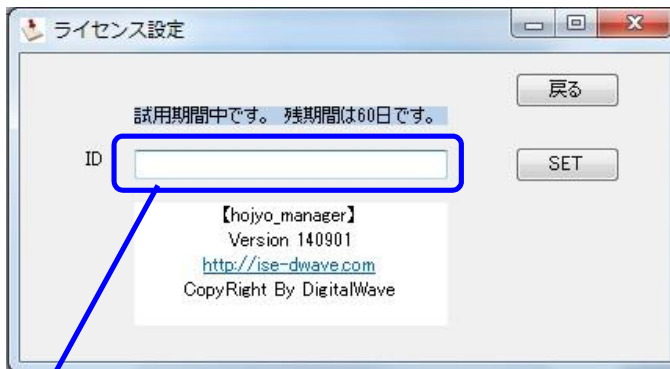 ライセンス設定
戻る
試用期間中です。 残期間は60日です。
ID
SET
【hojyo_manager】
Version 140901
http://ise-dwave.com
CopyRight By DigitalWave